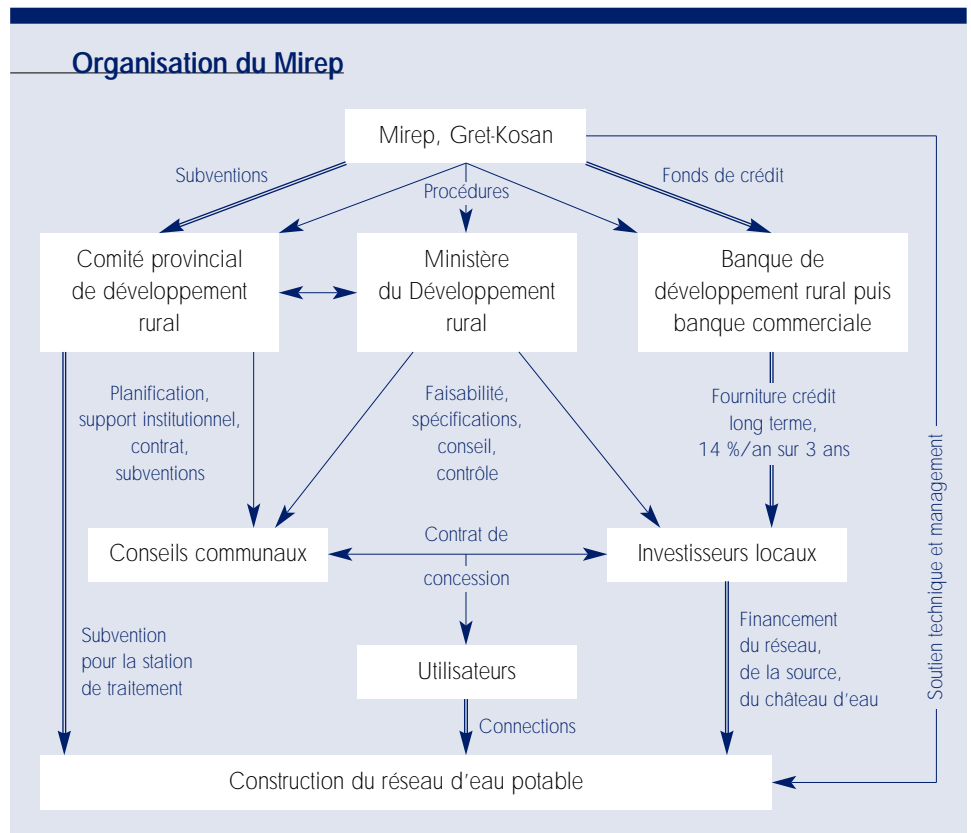 Organisation du Mirep
Mirep, Gret-Kosan
Subventions
Procédures
Fonds de crédit
Comité provincial
de développement
rural
Ministère
du Développement
rural
Banque de
développement rural puis
banque commerciale
Planification,
support institutionnel,
contrat,
subventions
Faisabilité,
spécifications,
conseil,
contrôle
Fourniture crédit
long terme,
14 %/an sur 3 ans
Soutien technique et management
Conseils communaux
Contrat de
concession
Investisseurs locaux
Subvention
pour la station
de traitement
Utilisateurs
Financement
du réseau,
de la source,
du château d'eau
Connections
Construction du réseau d'eau potable